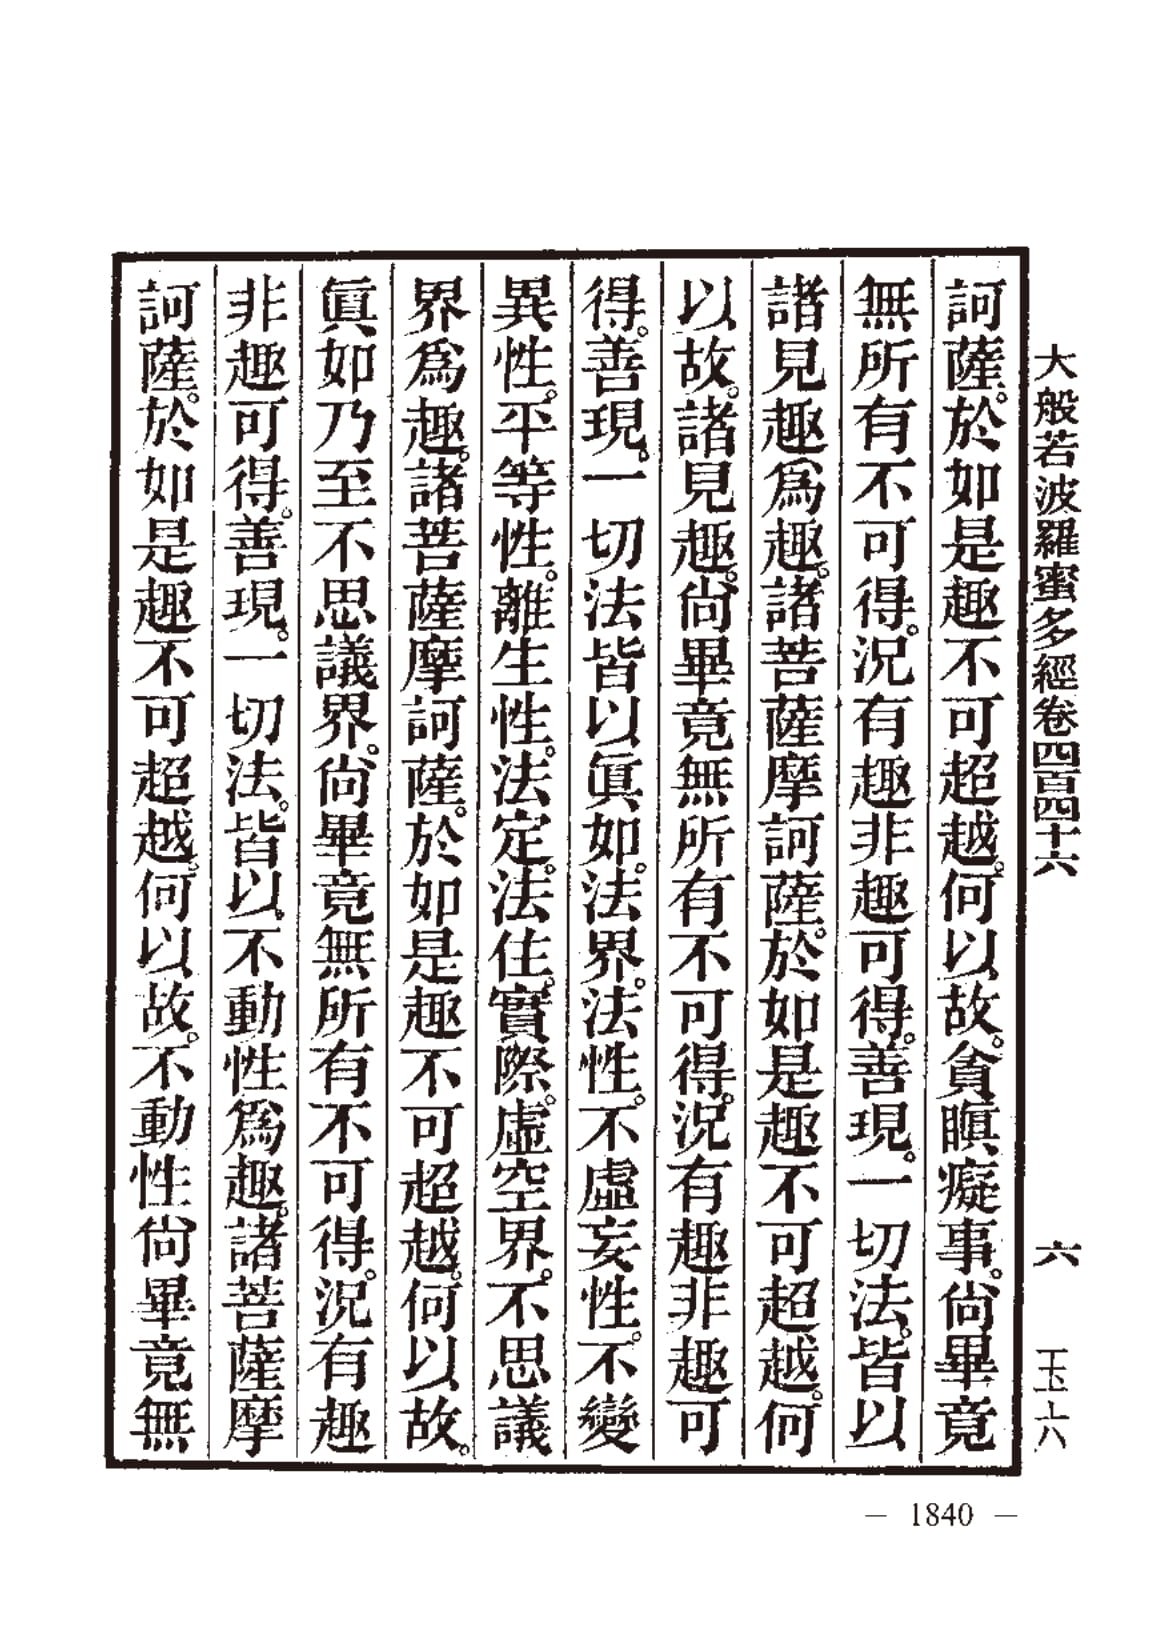 大般若波羅蜜多經卷四百四十六　六　玉六
訶薩。於如是趣不可超越。何以故。貪瞋癡事。尙畢竟
無所有不可得。況有趣非趣可得。善現。一切法。皆以
諸見趣爲趣。諸菩薩摩訶薩。於如是趣不可超越。何
以故。諸見趣。尙畢竟無所有不可得。況有趣非趣可
得。善現。一切法皆以眞如。法界。法性。不虛妄性。不變
異性。平等性。離生性。法定。法住。實際。虛空界。不思議
界爲趣。諸菩薩摩訶薩。於如是趣不可超越。何以故。
眞如乃至不思議界。尙畢竟無所有不可得。況有趣
非趣可得。善現。一切法。皆以。不動性爲趣。諸菩薩摩
訶薩。於如是趣不可超越。何以故。不動性尙畢竟無
— 1840 —